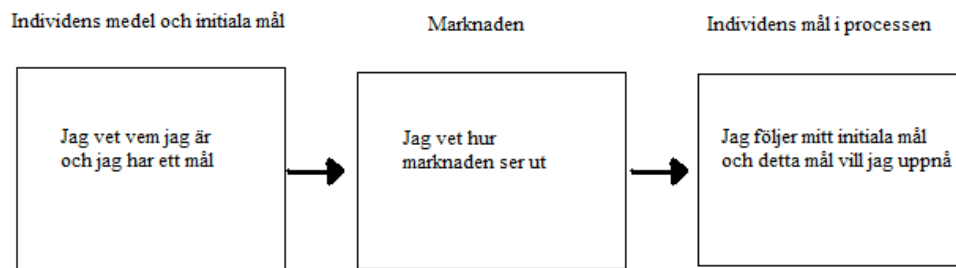 Individens medel och initiala mål
Marknaden
Individens mål i processen
Jag vet vem jag är
och jag har ett mål
Jag vet hur
marknaden ser ut
Jag följer mitt initiala mål
och detta mål vill jag uppnå